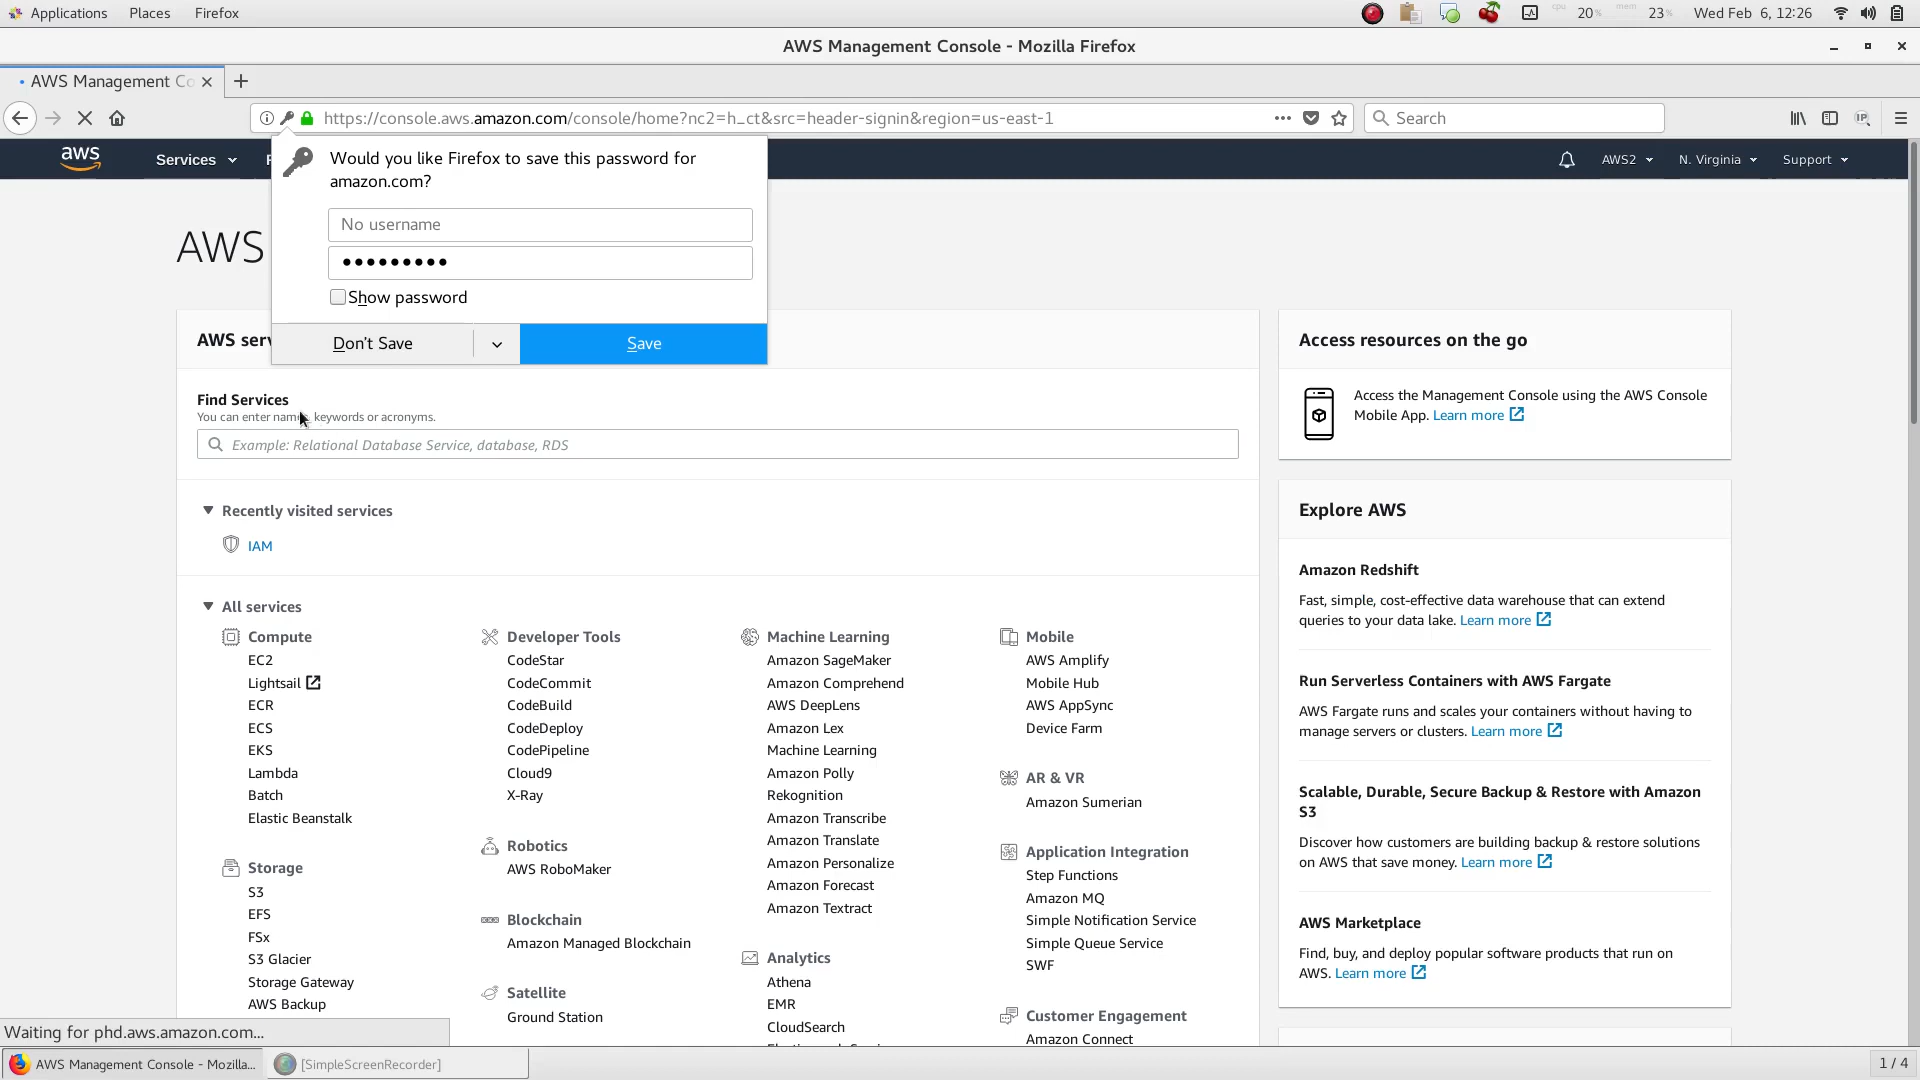 Applications Places Firefox
cpu 20% mem 23% Wed Feb 6, 12:26
AWS Management Console - Mozilla Firefox
AWS Management Co
https://console.aws.amazon.com/console/home?nc2=h_ct&src=header-signin&region=us-east-1
Search
aws
Services
AWS2 N. Virginia Support
Would you like Firefox to save this password for
amazon.com?
No username
Show password
Don't Save
Save
AWS
AWS serv
Find Services
You can enter names, keywords or acronyms.
Example: Relational Database Service, database, RDS
Recently visited services
IAM
All services
Compute
EC2
Lightsail
ECR
ECS
EKS
Lambda
Batch
Elastic Beanstalk
Storage
S3
EFS
FSx
S3 Glacier
Storage Gateway
AWS Backup
Developer Tools
CodeStar
CodeCommit
CodeBuild
CodeDeploy
CodePipeline
Cloud9
X-Ray
Robotics
AWS RoboMaker
Blockchain
Amazon Managed Blockchain
Satellite
Ground Station
Machine Learning
Amazon SageMaker
Amazon Comprehend
AWS DeepLens
Amazon Lex
Machine Learning
Amazon Polly
Rekognition
Amazon Transcribe
Amazon Translate
Amazon Personalize
Amazon Forecast
Amazon Textract
Analytics
Athena
EMR
CloudSearch
Mobile
AWS Amplify
Mobile Hub
AWS AppSync
Device Farm
AR & VR
Amazon Sumerian
Application Integration
Step Functions
Amazon MQ
Simple Notification Service
Simple Queue Service
SWF
Customer Engagement
Amazon Connect
Access resources on the go
Access the Management Console using the AWS Console
Mobile App. Learn more
Explore AWS
Amazon Redshift
Fast, simple, cost-effective data warehouse that can extend
queries to your data lake. Learn more
Run Serverless Containers with AWS Fargate
AWS Fargate runs and scales your containers without having to
manage servers or clusters. Learn more
Scalable, Durable, Secure Backup & Restore with Amazon
S3
Discover how customers are building backup & restore solutions
on AWS that save money. Learn more
AWS Marketplace
Find, buy, and deploy popular software products that run on
AWS. Learn more
Waiting for phd.aws.amazon.com...
AWS Management Console - Mozilla...
[SimpleScreenRecorder]
1 / 4